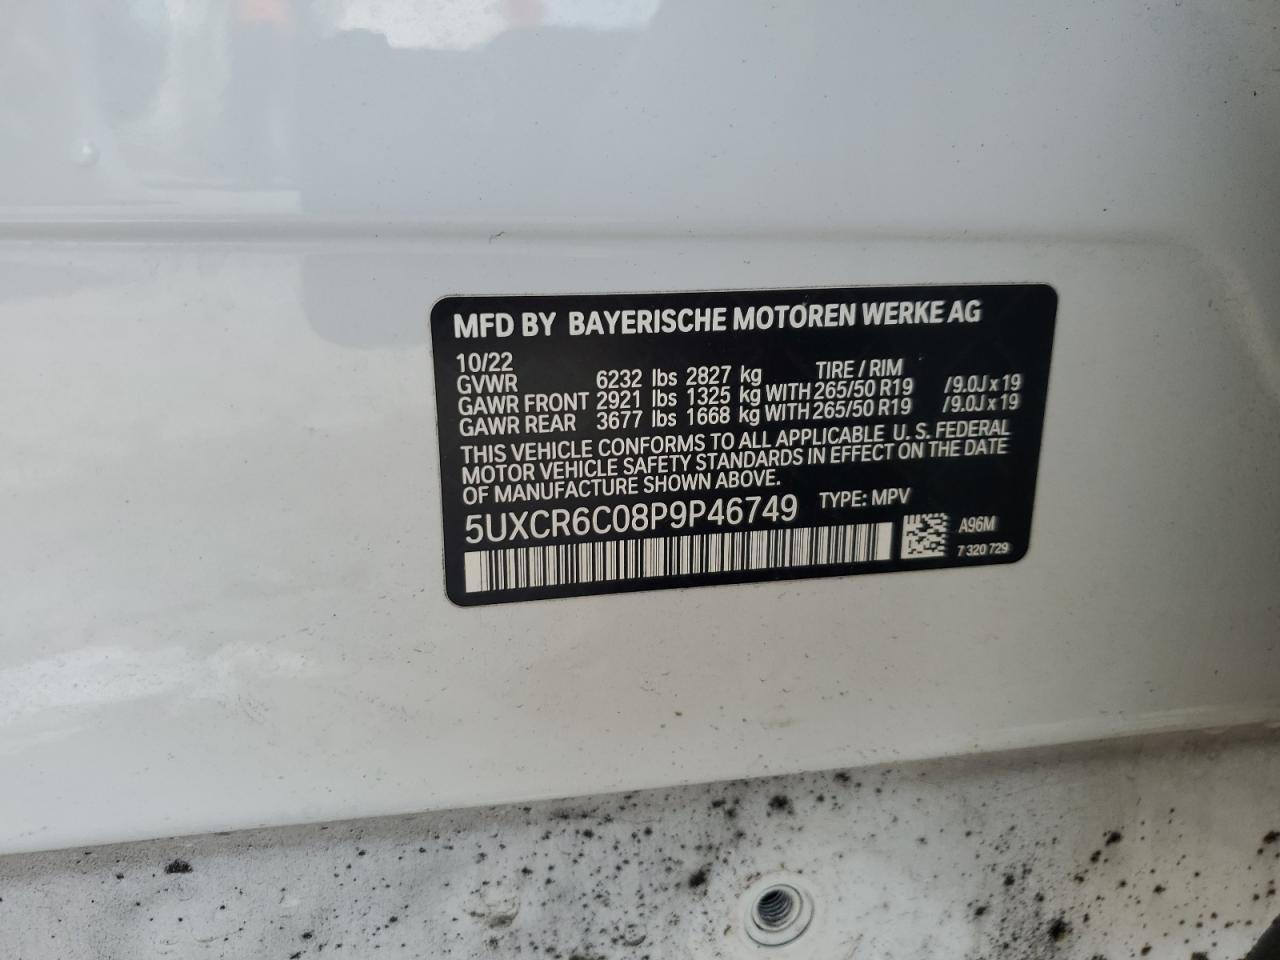 MFD BY BAYERISCHE MOTOREN WERKE AG
10/22
GVWR 6232 lbs 2827 kg TIRE / RIM
GAWR FRONT 2921 lbs 1325 kg WITH 265/50 R19 /9.0J x 19
GAWR REAR 3677 lbs 1668 kg WITH 265/50 R19 /9.0J x 19
THIS VEHICLE CONFORMS TO ALL APPLICABLE U. S. FEDERAL
MOTOR VEHICLE SAFETY STANDARDS IN EFFECT ON THE DATE
OF MANUFACTURE SHOWN ABOVE.
5UXCR6C08P9P46749 TYPE: MPV
A96M
7 320 729